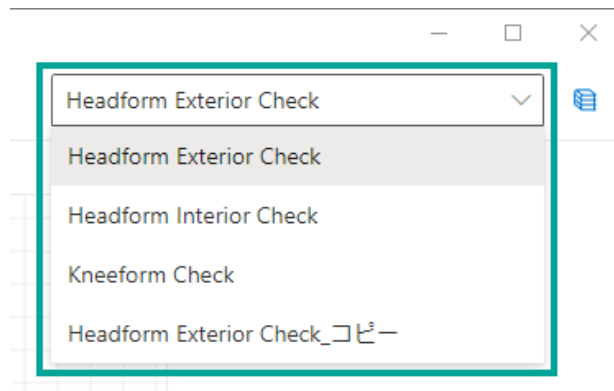 Headform Exterior Check
Headform Exterior Check
Headform Interior Check
Kneeform Check
Headform Exterior Check_コピー